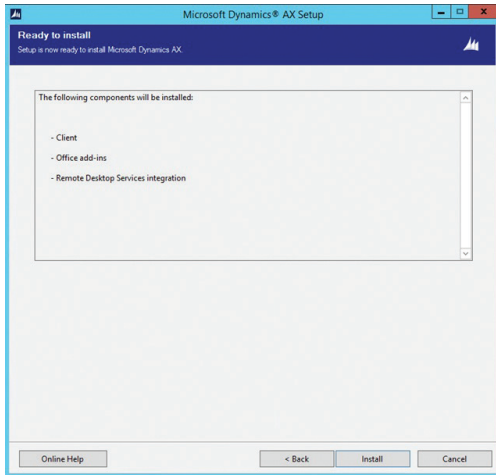 Microsoft Dynamics® AX Setup
Ready to install
Setup is now ready to install Microsoft Dynamics AX.
The following components will be installed:
- Client
- Office add-ins
- Remote Desktop Services integration
Online Help
< Back
Install
Cancel